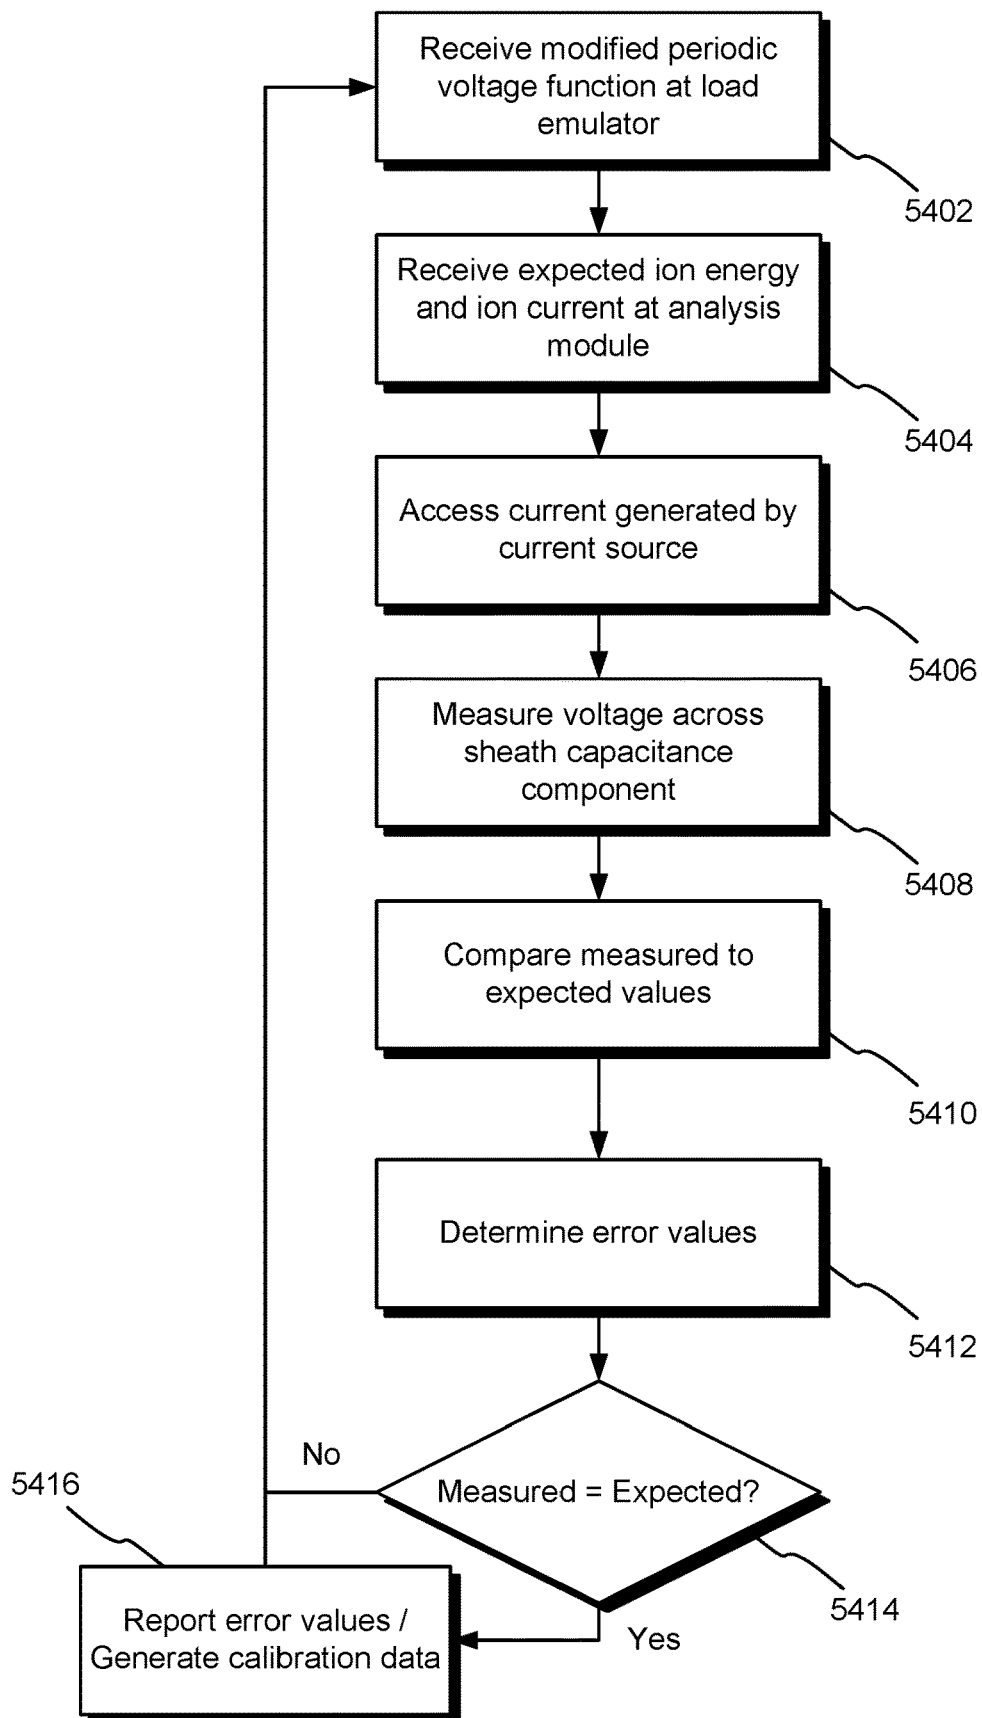 Receive modified periodic
voltage function at load
emulator
5402
Receive expected ion energy
and ion current at analysis
module
5404
Access current generated by
current source
5406
Measure voltage across
sheath capacitance
component
5408
Compare measured to
expected values
5410
Determine error values
5412
No
Measured = Expected?
5416
5414
Report error values /
Generate calibration data
Yes